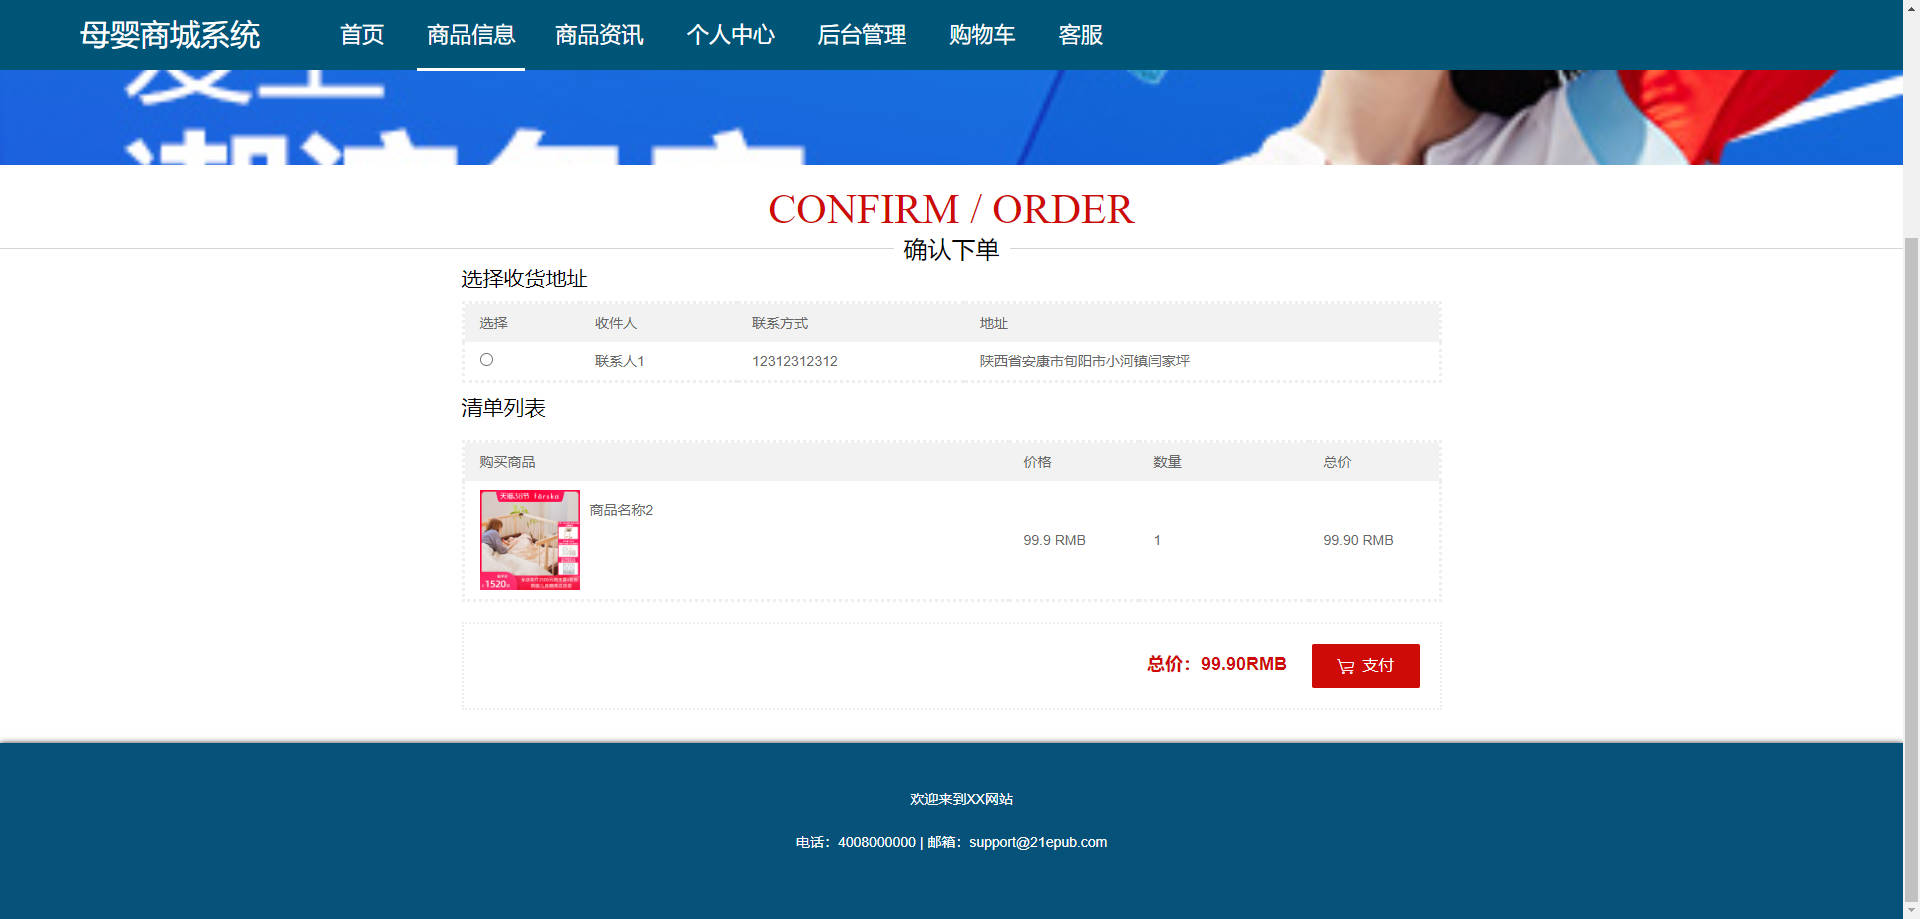 母婴商城系统 首页 商品信息 商品资讯 个人中心 后台管理 购物车 客服
CONFIRM / ORDER
确认下单
选择收货地址
选择 收件人 联系方式 地址
联系人1 12312312312 陕西省安康市旬阳市小河镇闫家坪
清单列表
购买商品 价格 数量 总价
商品名称2
99.9 RMB 1 99.90 RMB
1520
总价：99.90RMB 支付
欢迎来到XX网站
电话：4008000000 | 邮箱：support@21epub.com